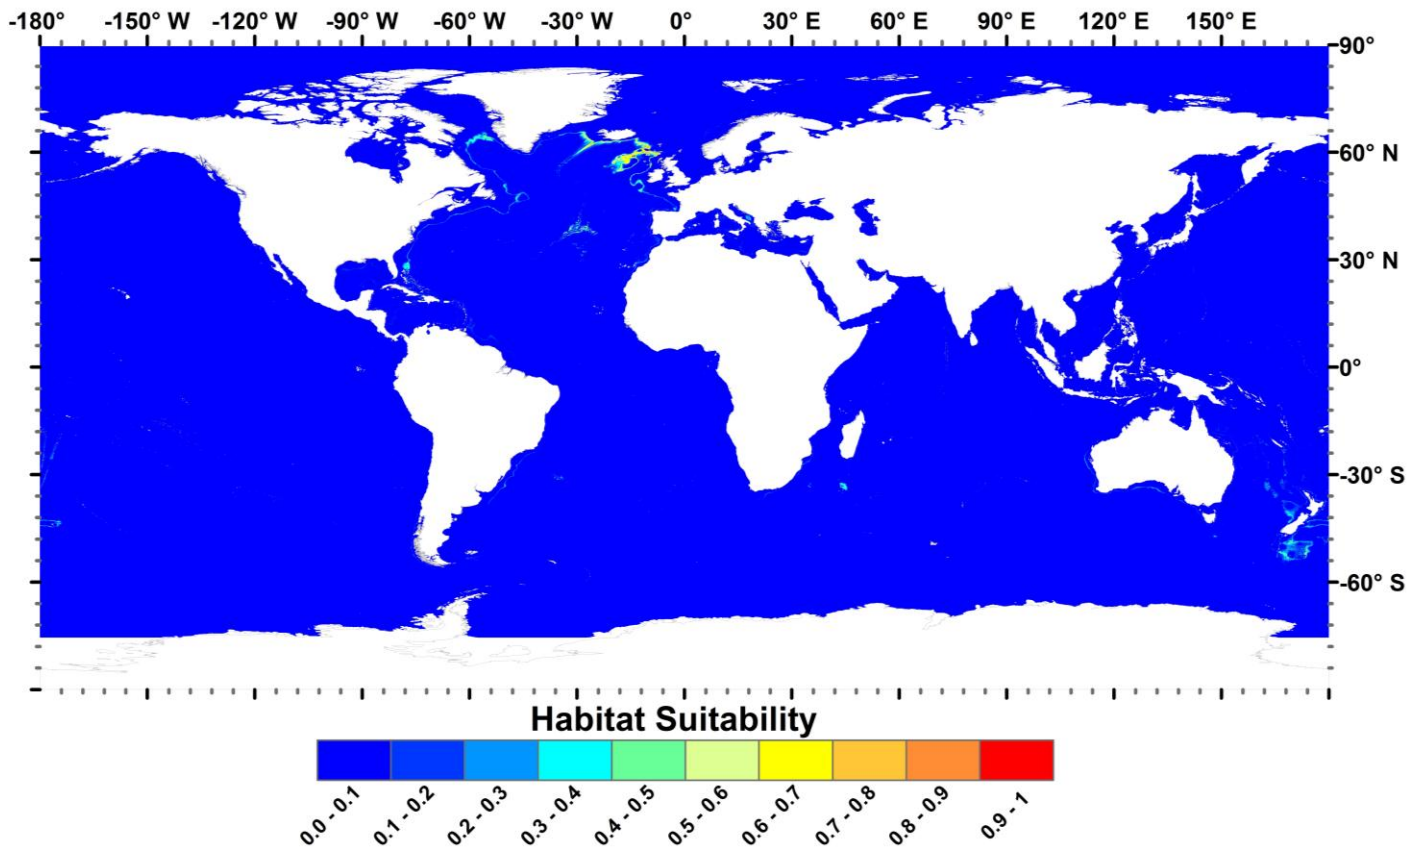 -180° -150° W -120° W -90° W -60° W -30° W 0° 30° E 60° E 90° E 120° E 150° E
90°
60° N
30° N
0°
-30° S
-60° S
Habitat Suitability
0.0 - 0.1 0.1 - 0.2 0.2 - 0.3 0.3 - 0.4 0.4 - 0.5 0.5 - 0.6 0.6 - 0.7 0.7 - 0.8 0.8 - 0.9 0.9 - 1